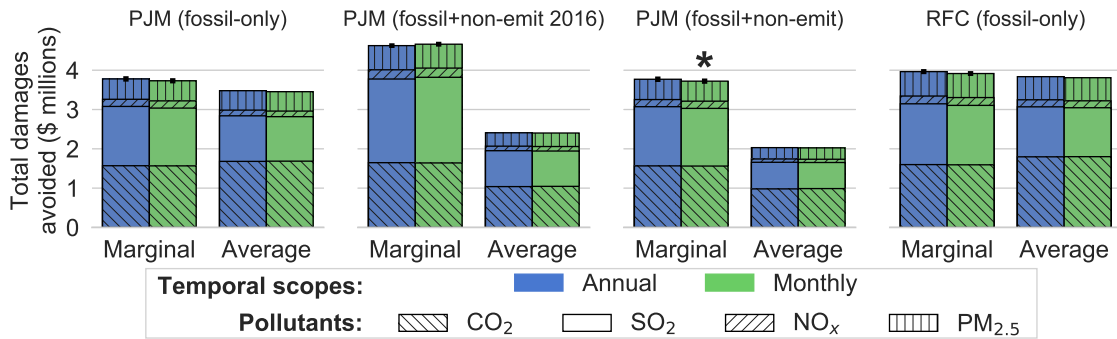 PJM (fossil-only)
PJM (fossil+non-emit 2016)
PJM (fossil+non-emit)
RFC (fossil-only)
Total damages
avoided ($ millions)
4
3
2
1
0
*
Marginal Average
Marginal Average
Marginal Average
Marginal Average
Temporal scopes: Annual Monthly
Pollutants: CO₂ SO₂ NOₓ PM₂.₅